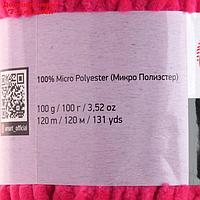 100% Micro Polyester (Микро Полиэстер)
100 g / 100 г / 3,52 oz
120 m / 120 м / 131 yds